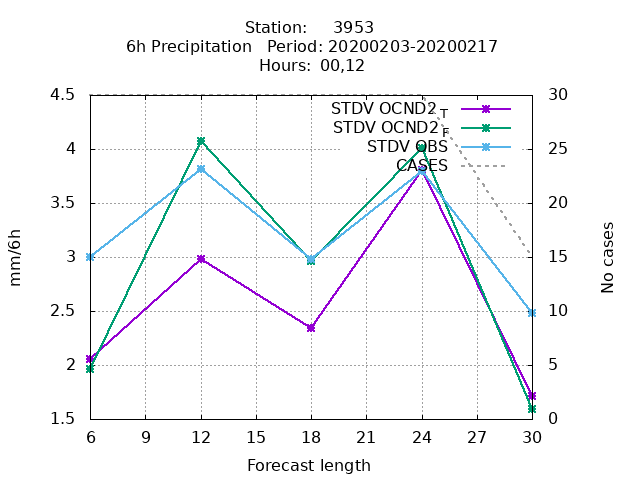 Station: 3953
6h Precipitation Period: 20200203-20200217
Hours: 00,12
4.5
4
3.5
3
2.5
2
1.5
mm/6h
30
25
20
15
10
5
0
No cases
STDV OCND2_T
STDV OCND2_F
STDV OBS
CASES
6 9 12 15 18 21 24 27 30
Forecast length